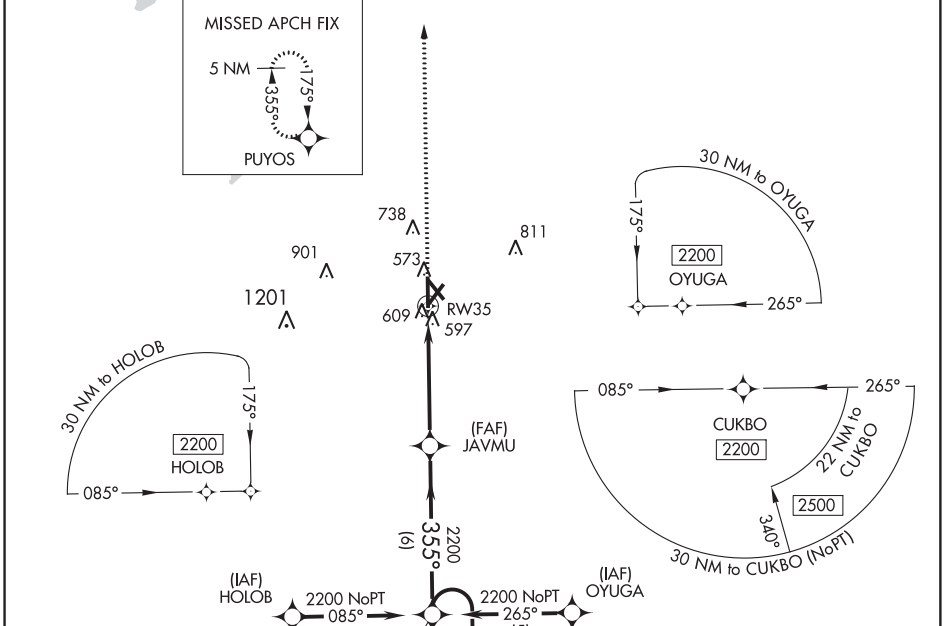 MISSED APCH FIX
5 NM
175°
355°
PUYOS
30 NM to OYUGA
175°
2200
OYUGA
265°
738
811
901
573
1201
RW35
609
597
30 NM to HOLOB
175°
2200
HOLOB
085°
085°
265°
CUKBO
2200
22 NM to
CUKBO
2500
340°
30 NM to CUKBO (NoPT)
(FAF)
JAVMU
2200
355°
(6)
(IAF)
HOLOB
2200 NoPT
085°
2200 NoPT
265°
(IAF)
OYUGA